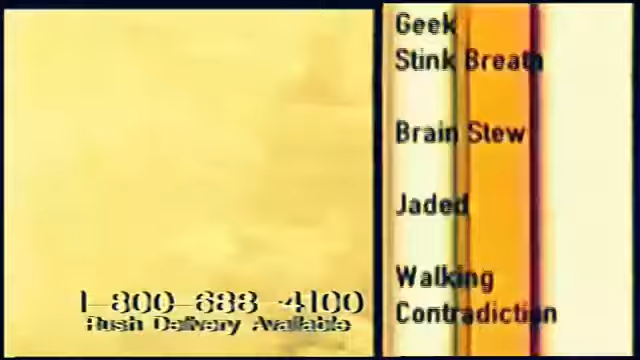 Geek
Stink Breath
Brain Stew
Jaded
Walking
Contradiction
1-800-688-4100
Rush Delivery Available